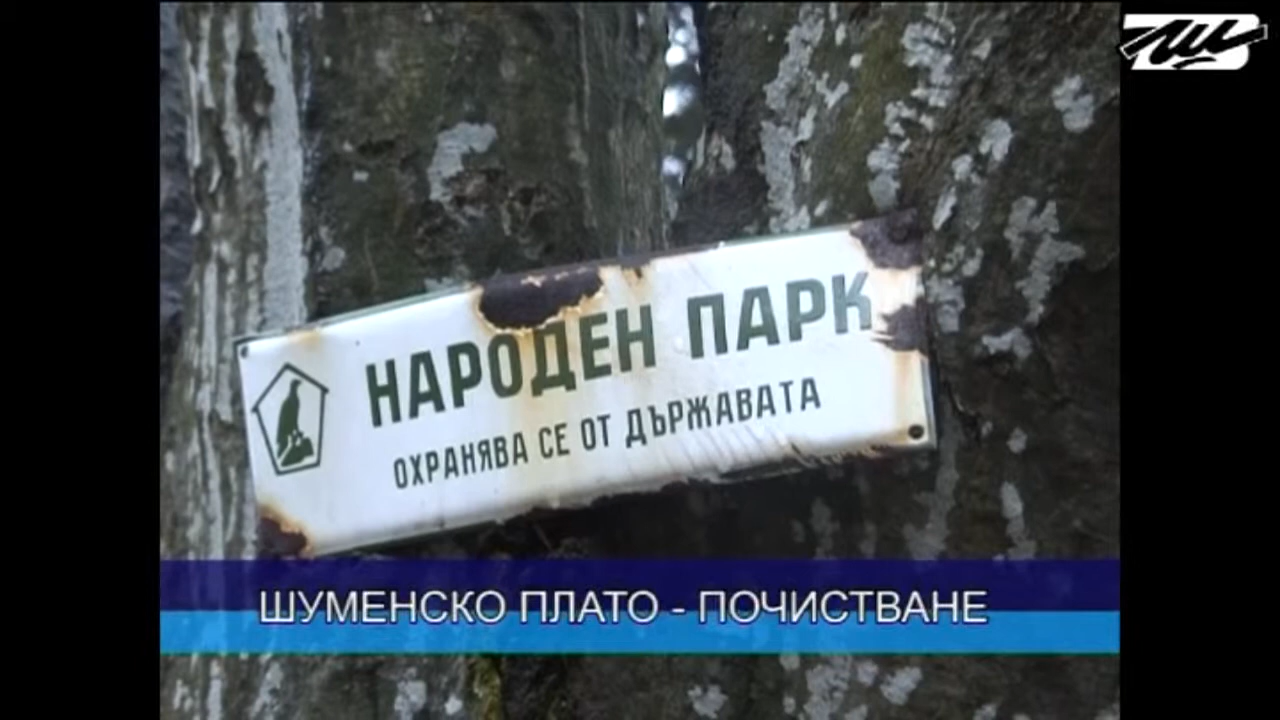 НАРОДЕН ПАРК
ОХРАНЯВА СЕ ОТ ДЪРЖАВАТА
ШУМЕНСКО ПЛАТО - ПОЧИСТВАНЕ